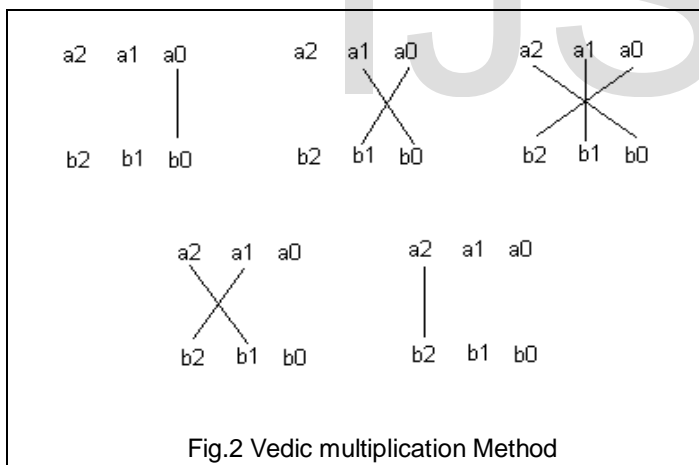 IJS
a2 a1 a0 a2 a1 a0 a2 a1 a0
b2 b1 b0 b2 b1 b0 b2 b1 b0
a2 a1 a0 a2 a1 a0
b2 b1 b0 b2 b1 b0
Fig.2 Vedic multiplication Method